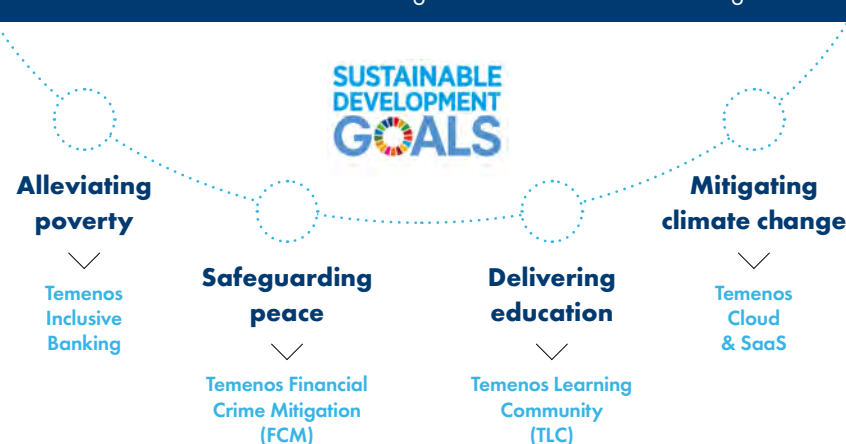 SUSTAINABLE
DEVELOPMENT
GOALS
Alleviating
poverty
Temenos
Inclusive
Banking
Safeguarding
peace
Temenos Financial
Crime Mitigation
(FCM)
Delivering
education
Temenos Learning
Community
(TLC)
Mitigating
climate change
Temenos
Cloud
& SaaS